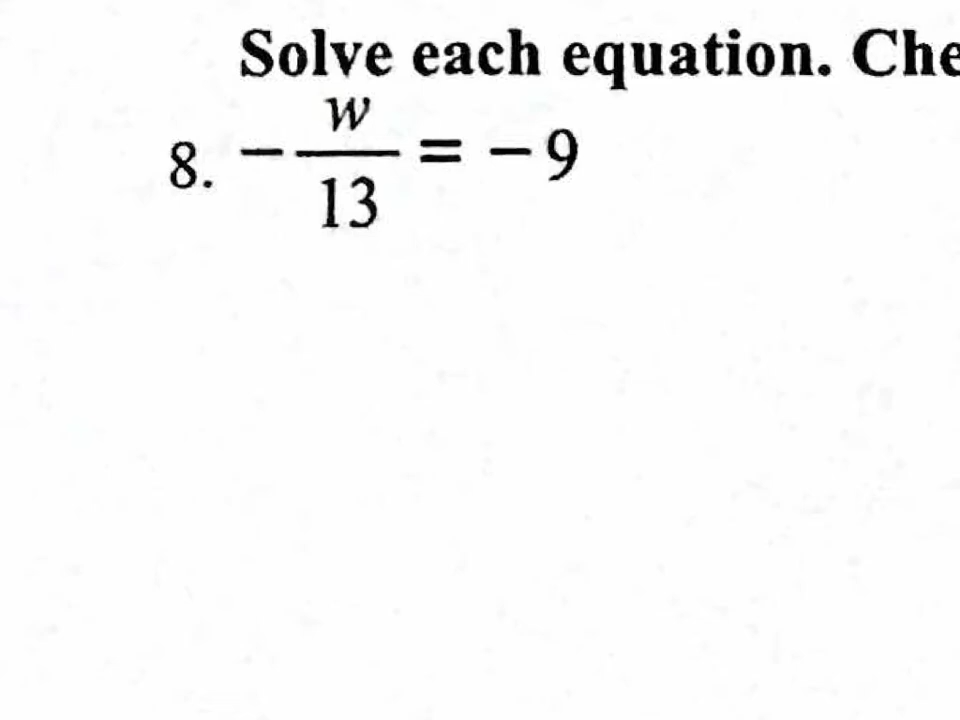 Solve each equation. Che
8. -w/13 = -9